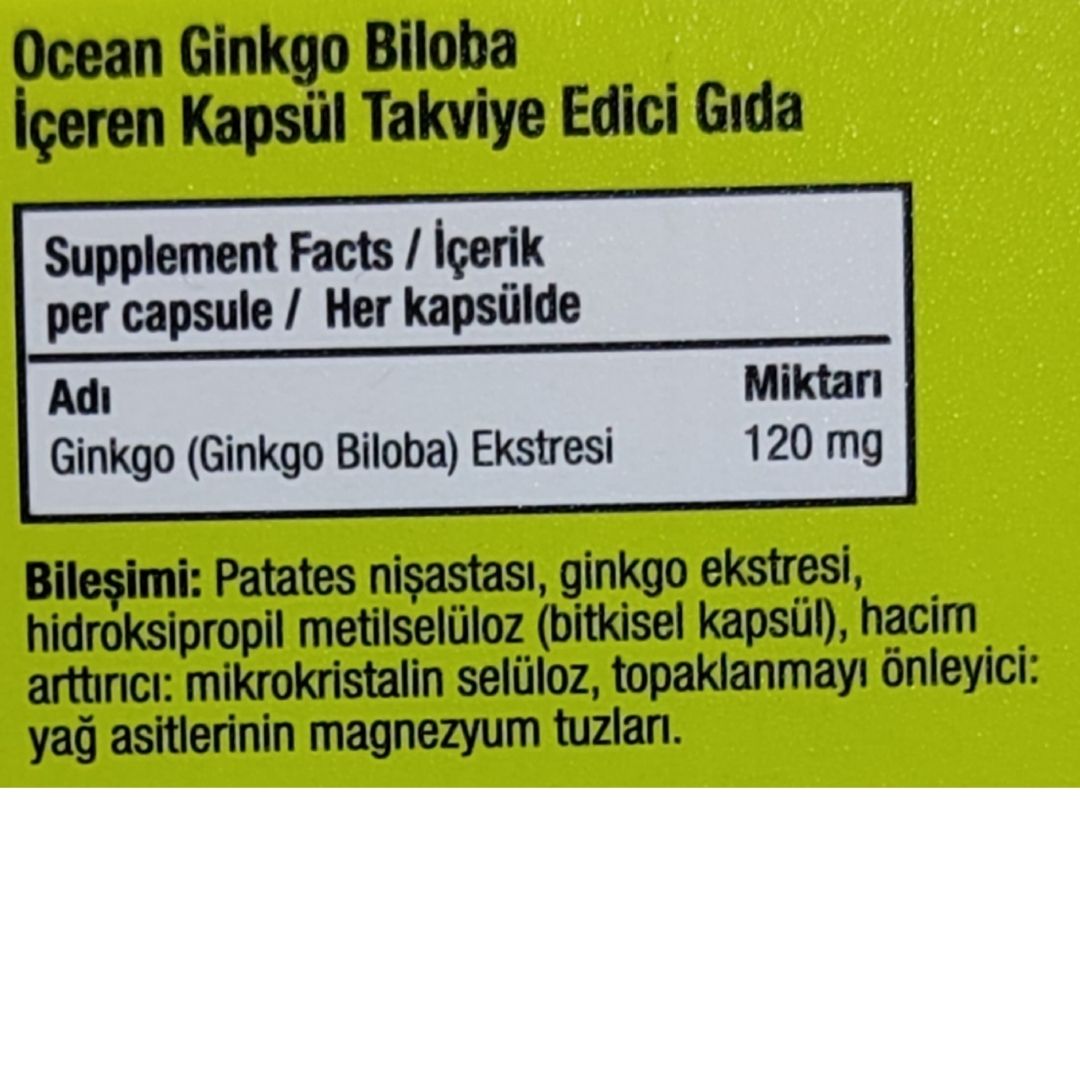 Ocean Ginkgo Biloba
İçeren Kapsül Takviye Edici Gıda
Supplement Facts / İçerik
per capsule / Her kapsülde
Adı Miktarı
Ginkgo (Ginkgo Biloba) Ekstresi 120 mg
Bileşimi: Patates nişastası, ginkgo ekstresi,
hidroksipropil metilselüloz (bitkisel kapsül), hacim
arttırıcı: mikrokristalin selüloz, topaklanmayı önleyici:
yağ asitlerinin magnezyum tuzları.